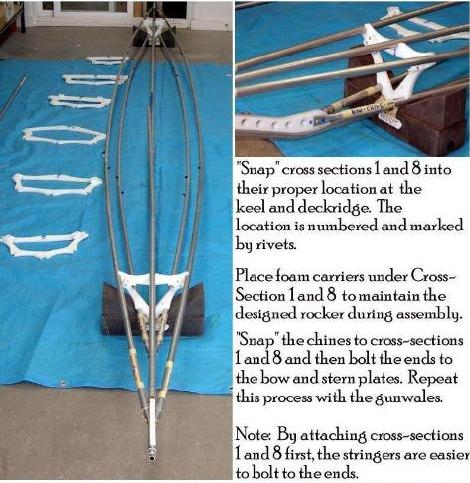 BOW - CHINE
"Snap" cross sections 1 and 8 into
their proper location at the
keel and deckridge. The
location is numbered and marked
by rivets.
Place foam carriers under Cross-
Section 1 and 8 to maintain the
designed rocker during assembly.
"Snap" the chines to cross-sections
1 and 8 and then bolt the ends to
the bow and stern plates. Repeat
this process with the gunwales.
Note: By attaching cross-sections
1 and 8 first, the stringers are easier
to bolt to the ends.